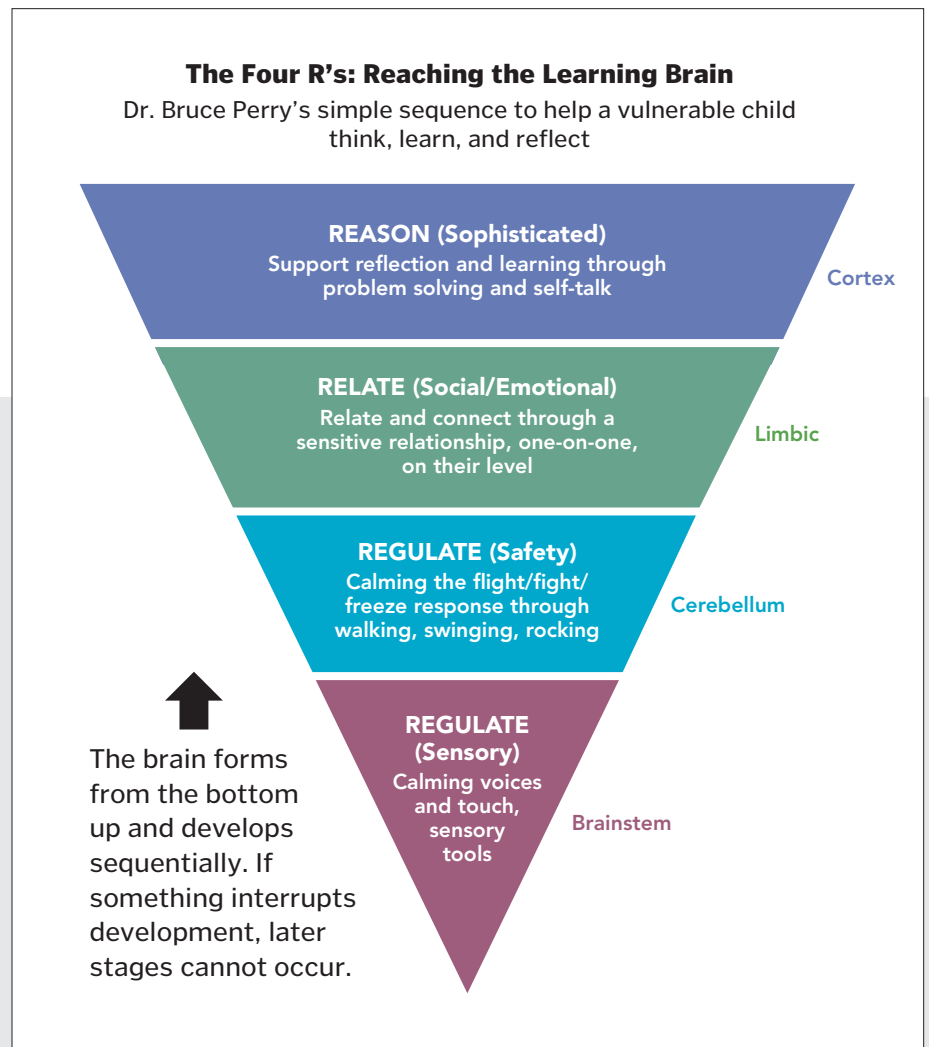 The Four R's: Reaching the Learning Brain
Dr. Bruce Perry's simple sequence to help a vulnerable child
think, learn, and reflect
REASON (Sophisticated)
Support reflection and learning through
problem solving and self-talk
Cortex
RELATE (Social/Emotional)
Relate and connect through a
sensitive relationship, one-on-one,
on their level
Limbic
REGULATE (Safety)
Calming the flight/fight/
freeze response through
walking, swinging, rocking
Cerebellum
REGULATE
(Sensory)
Calming voices
and touch,
sensory
tools
Brainstem
The brain forms
from the bottom
up and develops
sequentially. If
something interrupts
development, later
stages cannot occur.